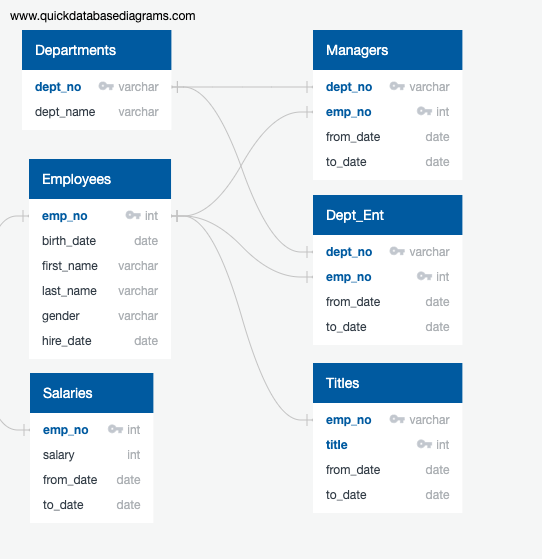 www.quickdatabasediagrams.com
Departments
dept_no varchar
dept_name varchar
Employees
emp_no int
birth_date date
first_name varchar
last_name varchar
gender varchar
hire_date date
Salaries
emp_no int
salary int
from_date date
to_date date
Managers
dept_no varchar
emp_no int
from_date date
to_date date
Dept_Ent
dept_no varchar
emp_no int
from_date date
to_date date
Titles
emp_no varchar
title int
from_date date
to_date date